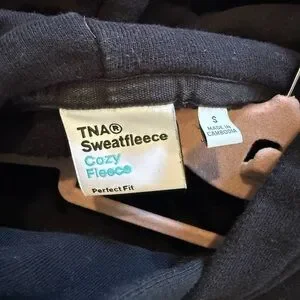 TNA®
Sweatfleece
Cozy
Fleece
Perfect Fit
S
MADE IN
CAMBODIA